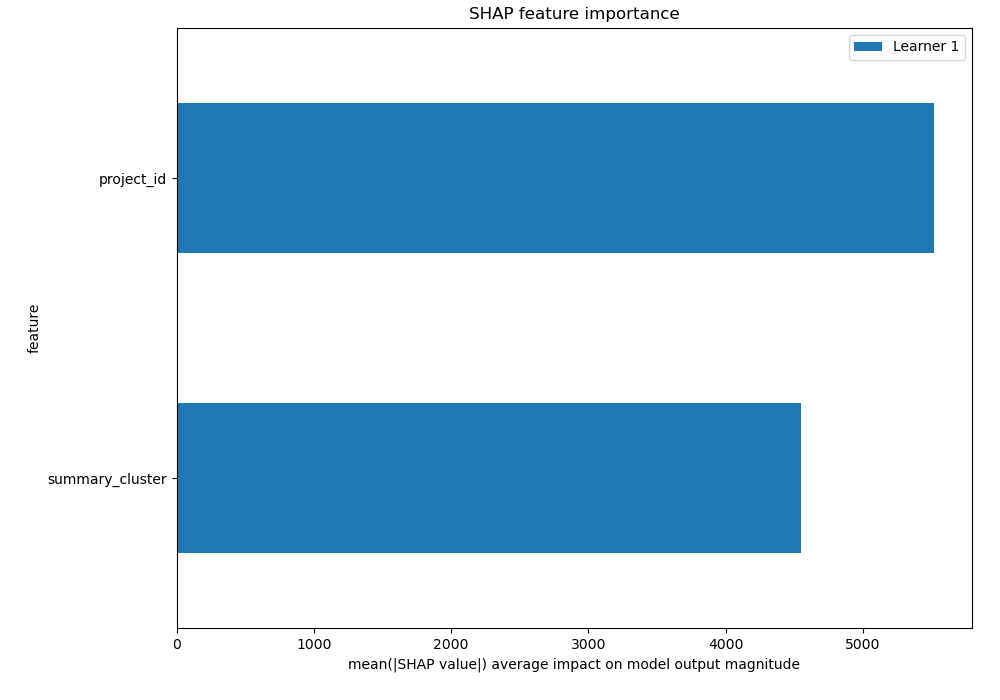 SHAP feature importance
Learner 1
project_id
feature
summary_cluster
0 1000 2000 3000 4000 5000
mean(|SHAP value|) average impact on model output magnitude